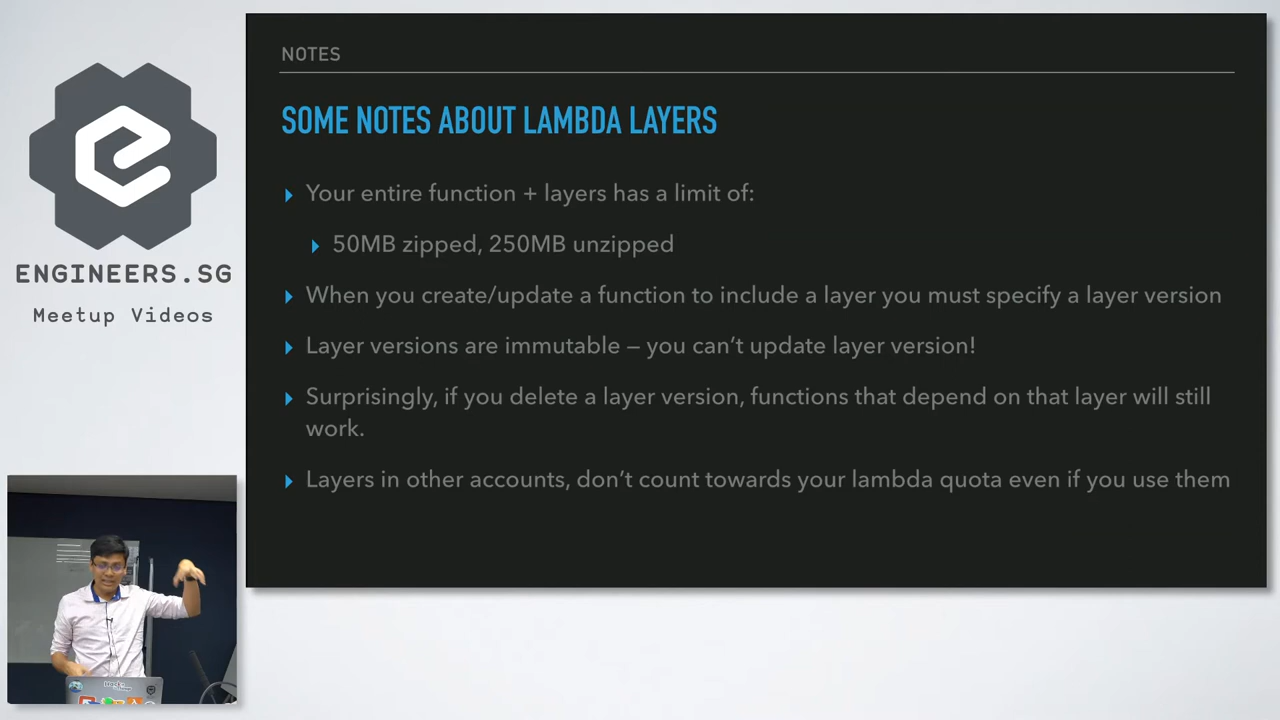 NOTES
SOME NOTES ABOUT LAMBDA LAYERS
Your entire function + layers has a limit of:
50MB zipped, 250MB unzipped
When you create/update a function to include a layer you must specify a layer version
Layer versions are immutable – you can't update layer version!
Surprisingly, if you delete a layer version, functions that depend on that layer will still
work.
Layers in other accounts, don't count towards your lambda quota even if you use them
ENGINEERS.SG
Meetup Videos